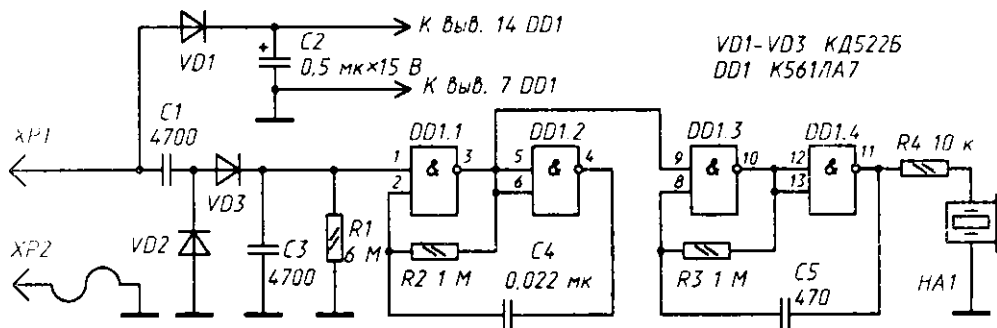 К выв. 14 DD1
VD1
C2
+
0,5 мк×15 В
К выв. 7 DD1
VD1-VD3 КД522Б
DD1 К561ЛА7
XP1
C1
4700
VD3
VD2
C3
4700
R1
6 М
XP2
DD1.1
&
1
2
3
DD1.2
&
5
6
4
R2 1 М
C4
0,022 мк
DD1.3
&
9
8
10
DD1.4
&
12
13
11
R3 1 М
C5
470
R4 10 к
HA1